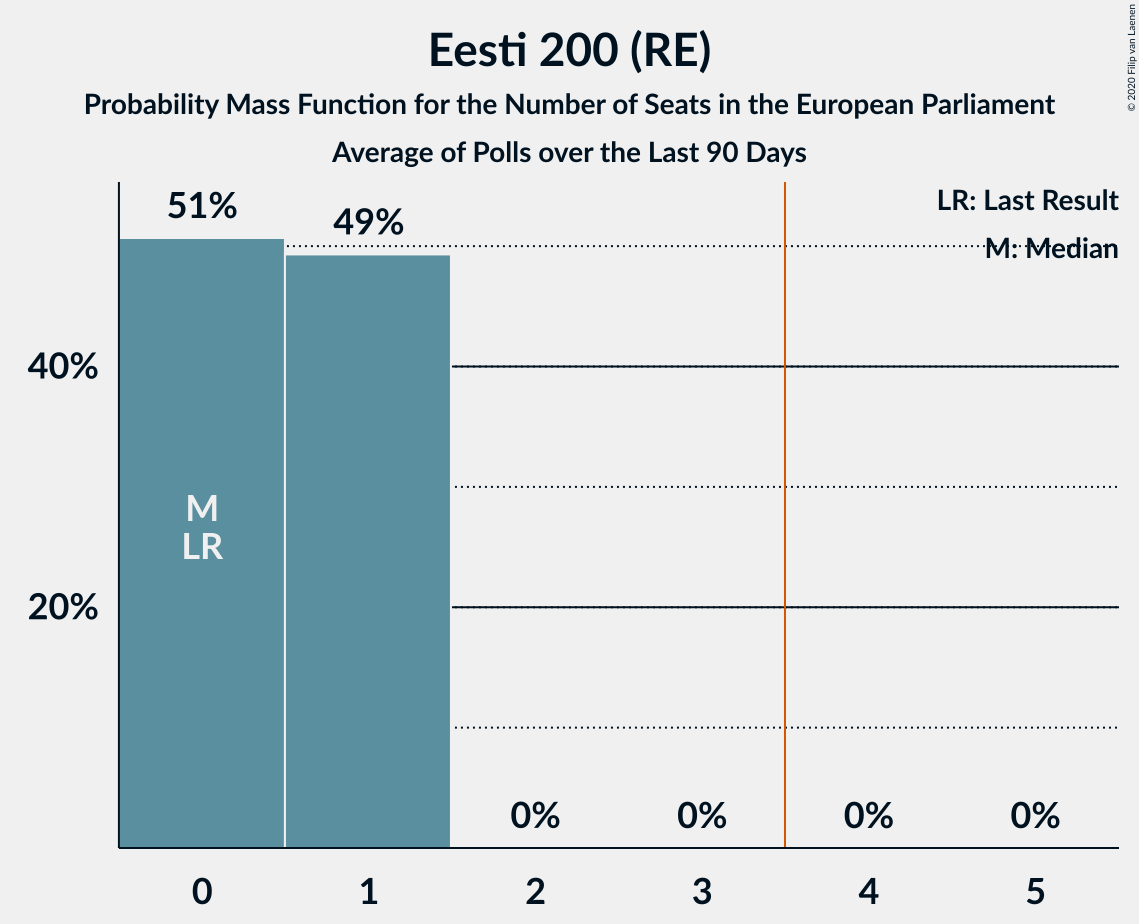 Eesti 200 (RE)
Probability Mass Function for the Number of Seats in the European Parliament
Average of Polls over the Last 90 Days
© 2020 Filip van Laenen
LR: Last Result
M: Median
51%
49%
40%
20%
M
LR
0%
0%
0%
0%
0
1
2
3
4
5